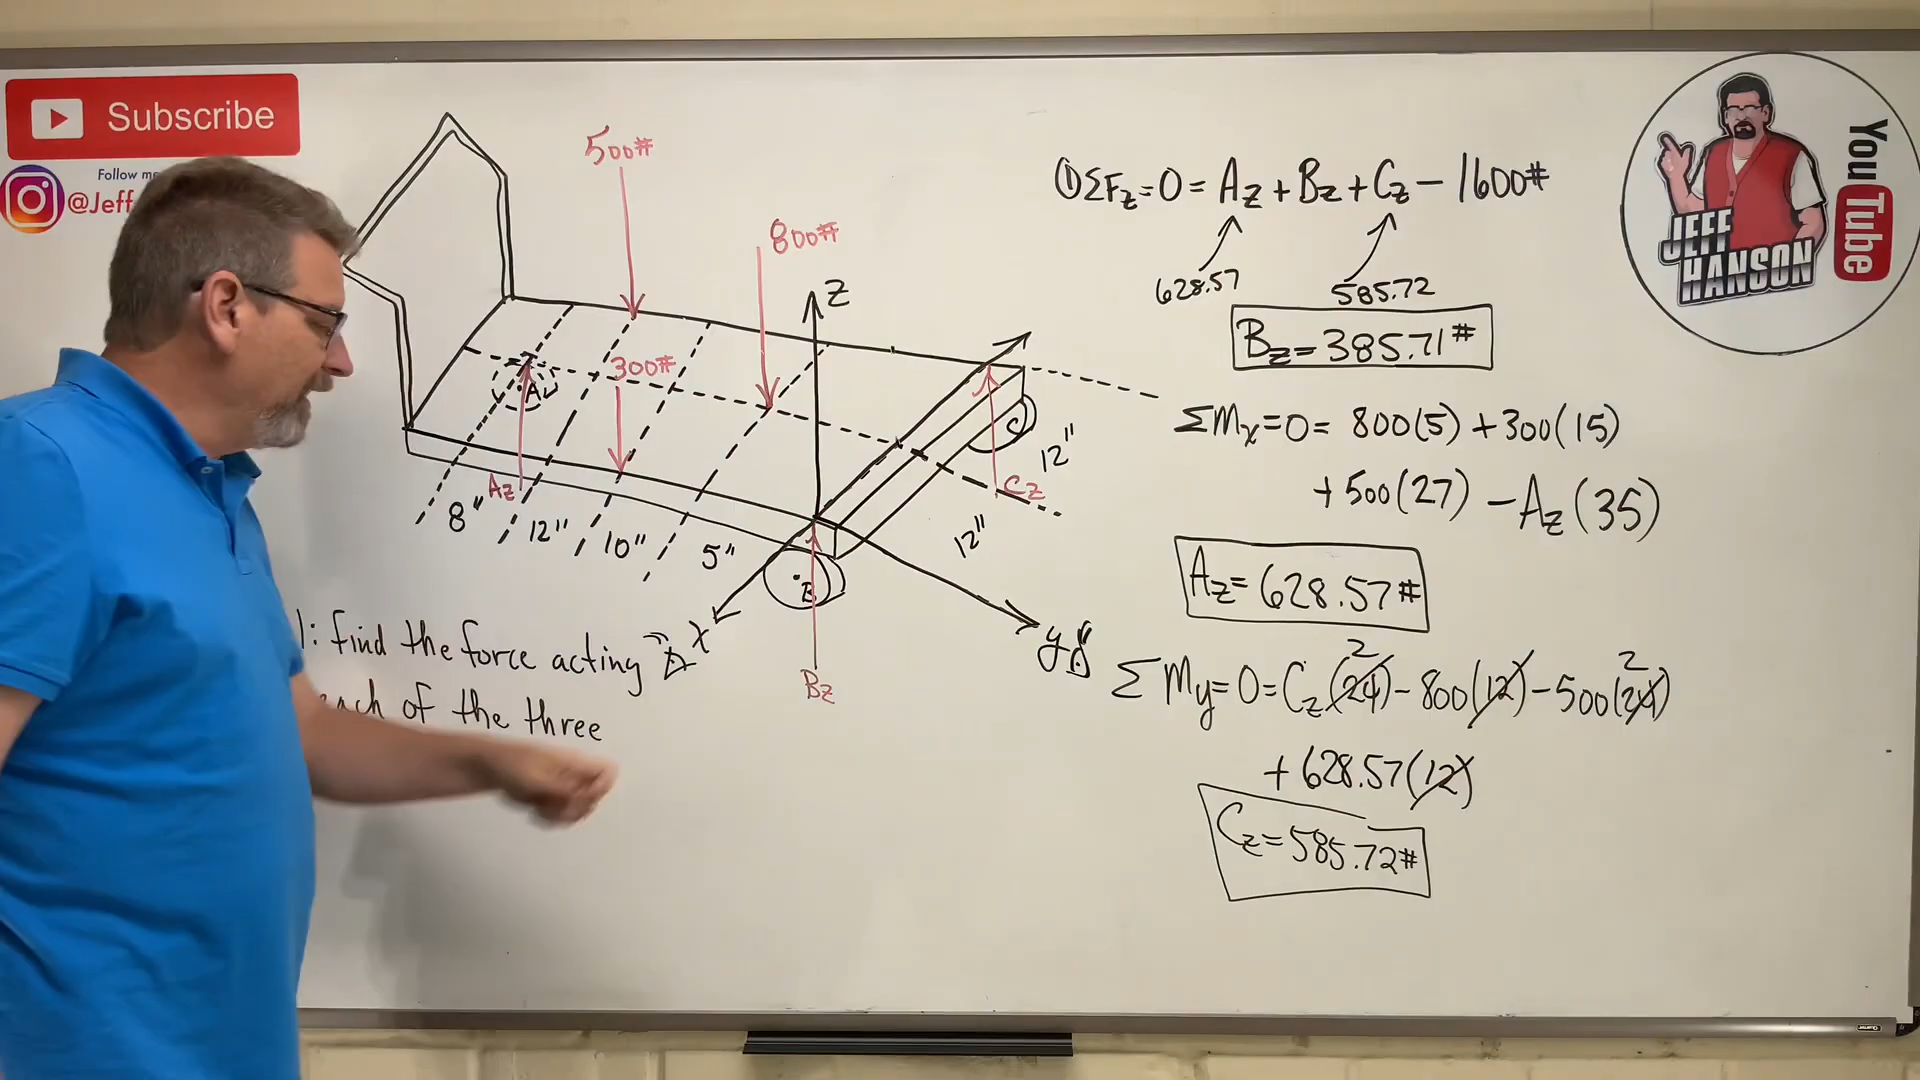 Subscribe
Follow me
@Jeff
500#
800#
300#
A
Az
8"
12"
10"
5"
Z
C
12"
Cz
12"
B
X
y
Bz
1: find the force acting
each of the three
①ΣFz=0=Az+Bz+Cz-1600#
628.57
585.72
Bz=385.71#
ΣMx=0= 800(5)+300(15)
+500(27)-Az(35)
Az=628.57#
2 2
ΣMy=0=Cz(24)-800(12)-500(24)
+628.57(12)
Cz=585.72#
JEFF
HANSON
YouTube